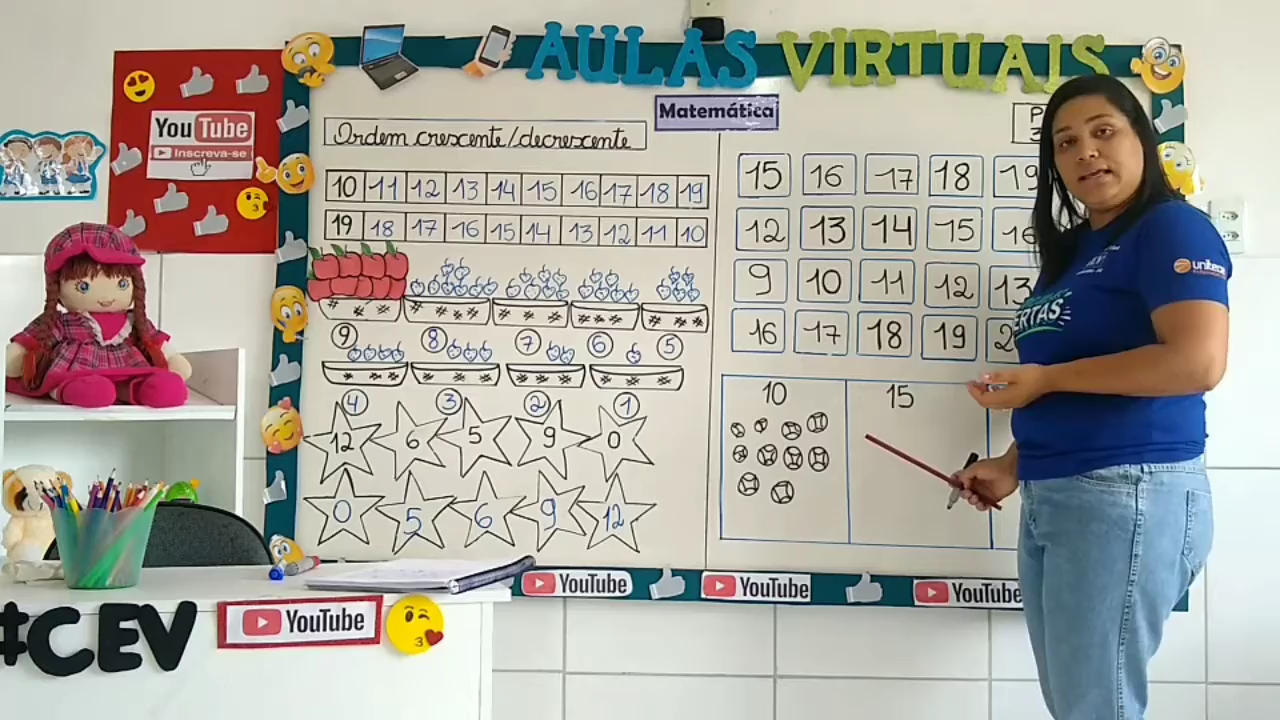 AULAS VIRTUAIS
YouTube
Inscreva-se
Matemática
Ordem crescente/decrescente
10 11 12 13 14 15 16 17 18 19
19 18 17 16 15 14 13 12 11 10
9 8 7 6 5
4 3 2 1
12 6 5 9 0
0 5 6 9 12
15 16 17 18 19
12 13 14 15 16
9 10 11 12 13
16 17 18 19
10 15
ERTAS
YouTube YouTube YouTube
#CEV
YouTube